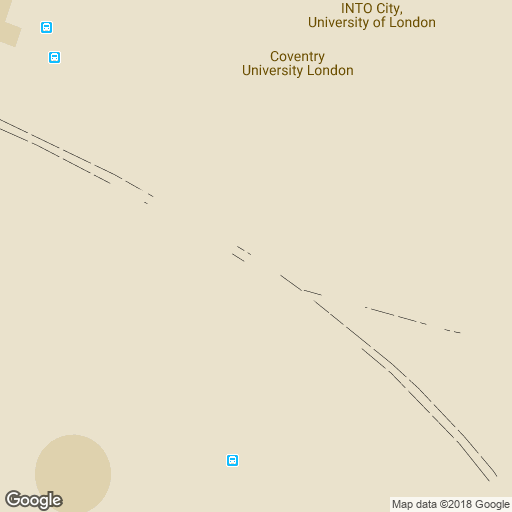 INTO City,
University of London
Coventry
University London
Google
Map data ©2018 Google